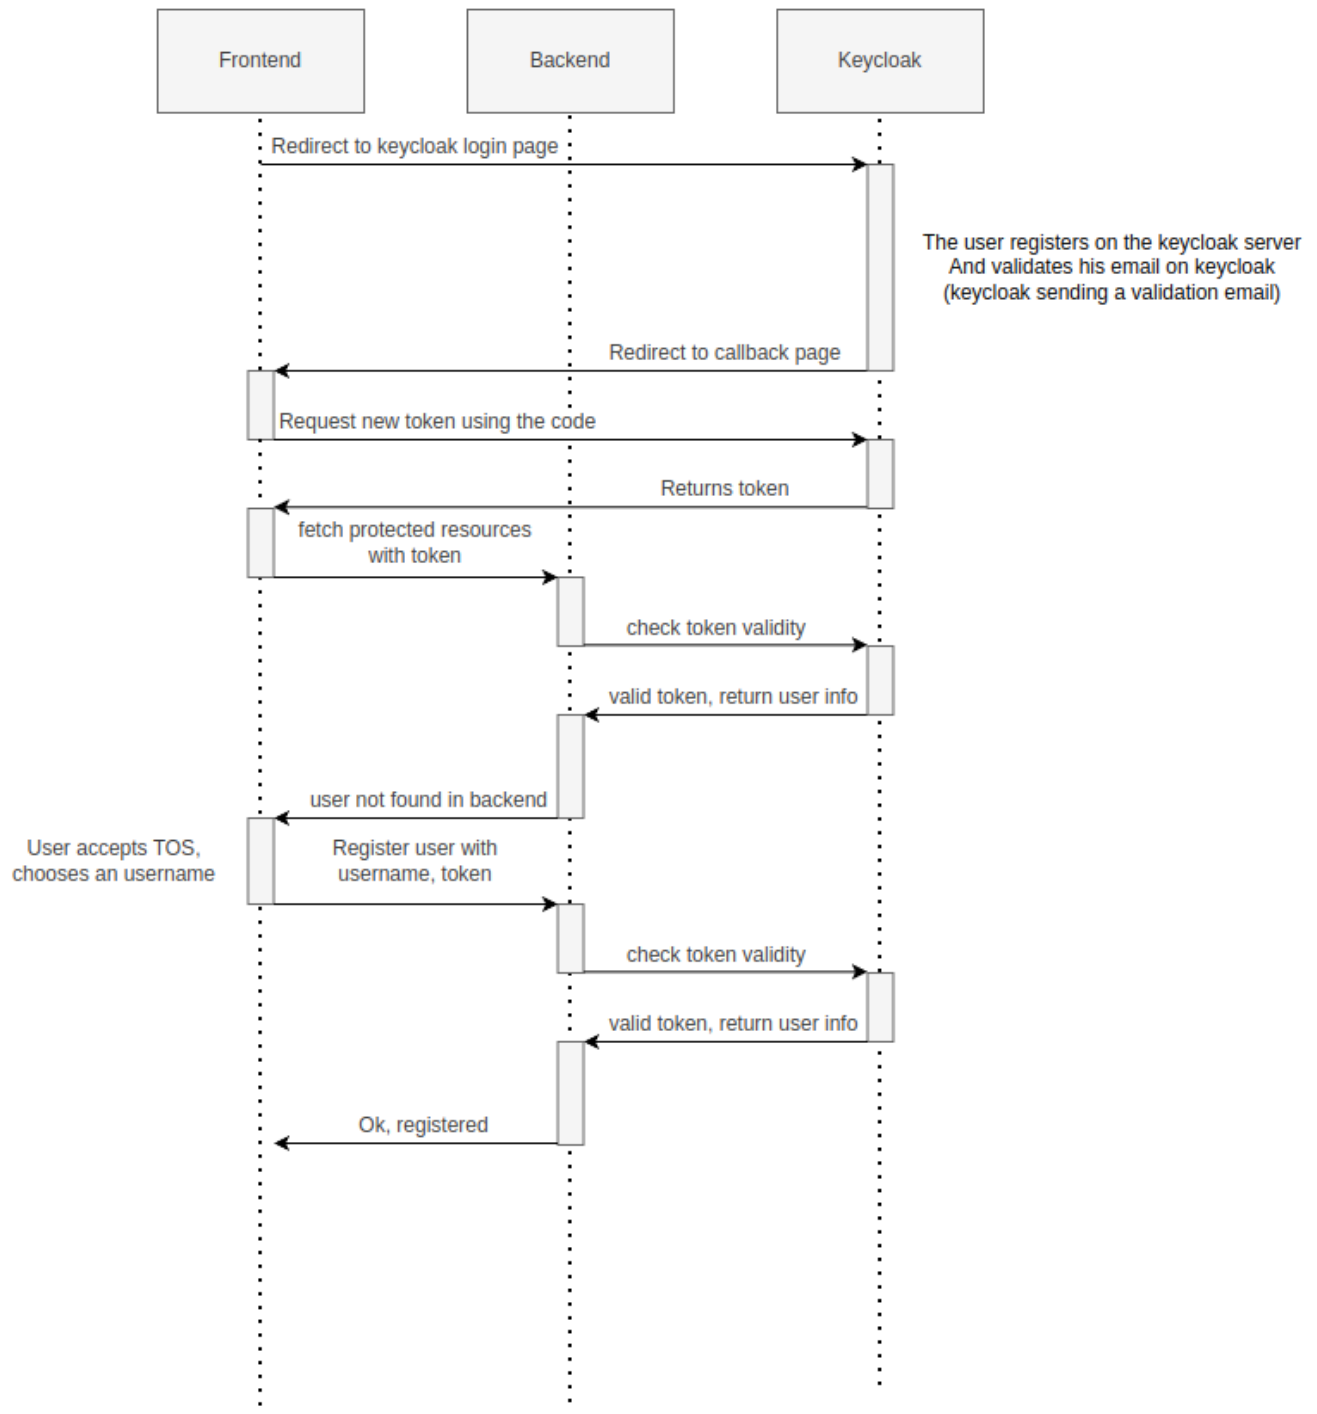 Frontend
Backend
Keycloak
Redirect to keycloak login page
The user registers on the keycloak server
And validates his email on keycloak
(keycloak sending a validation email)
Redirect to callback page
Request new token using the code
Returns token
fetch protected resources
with token
check token validity
valid token, return user info
user not found in backend
User accepts TOS,
chooses an username
Register user with
username, token
check token validity
valid token, return user info
Ok, registered